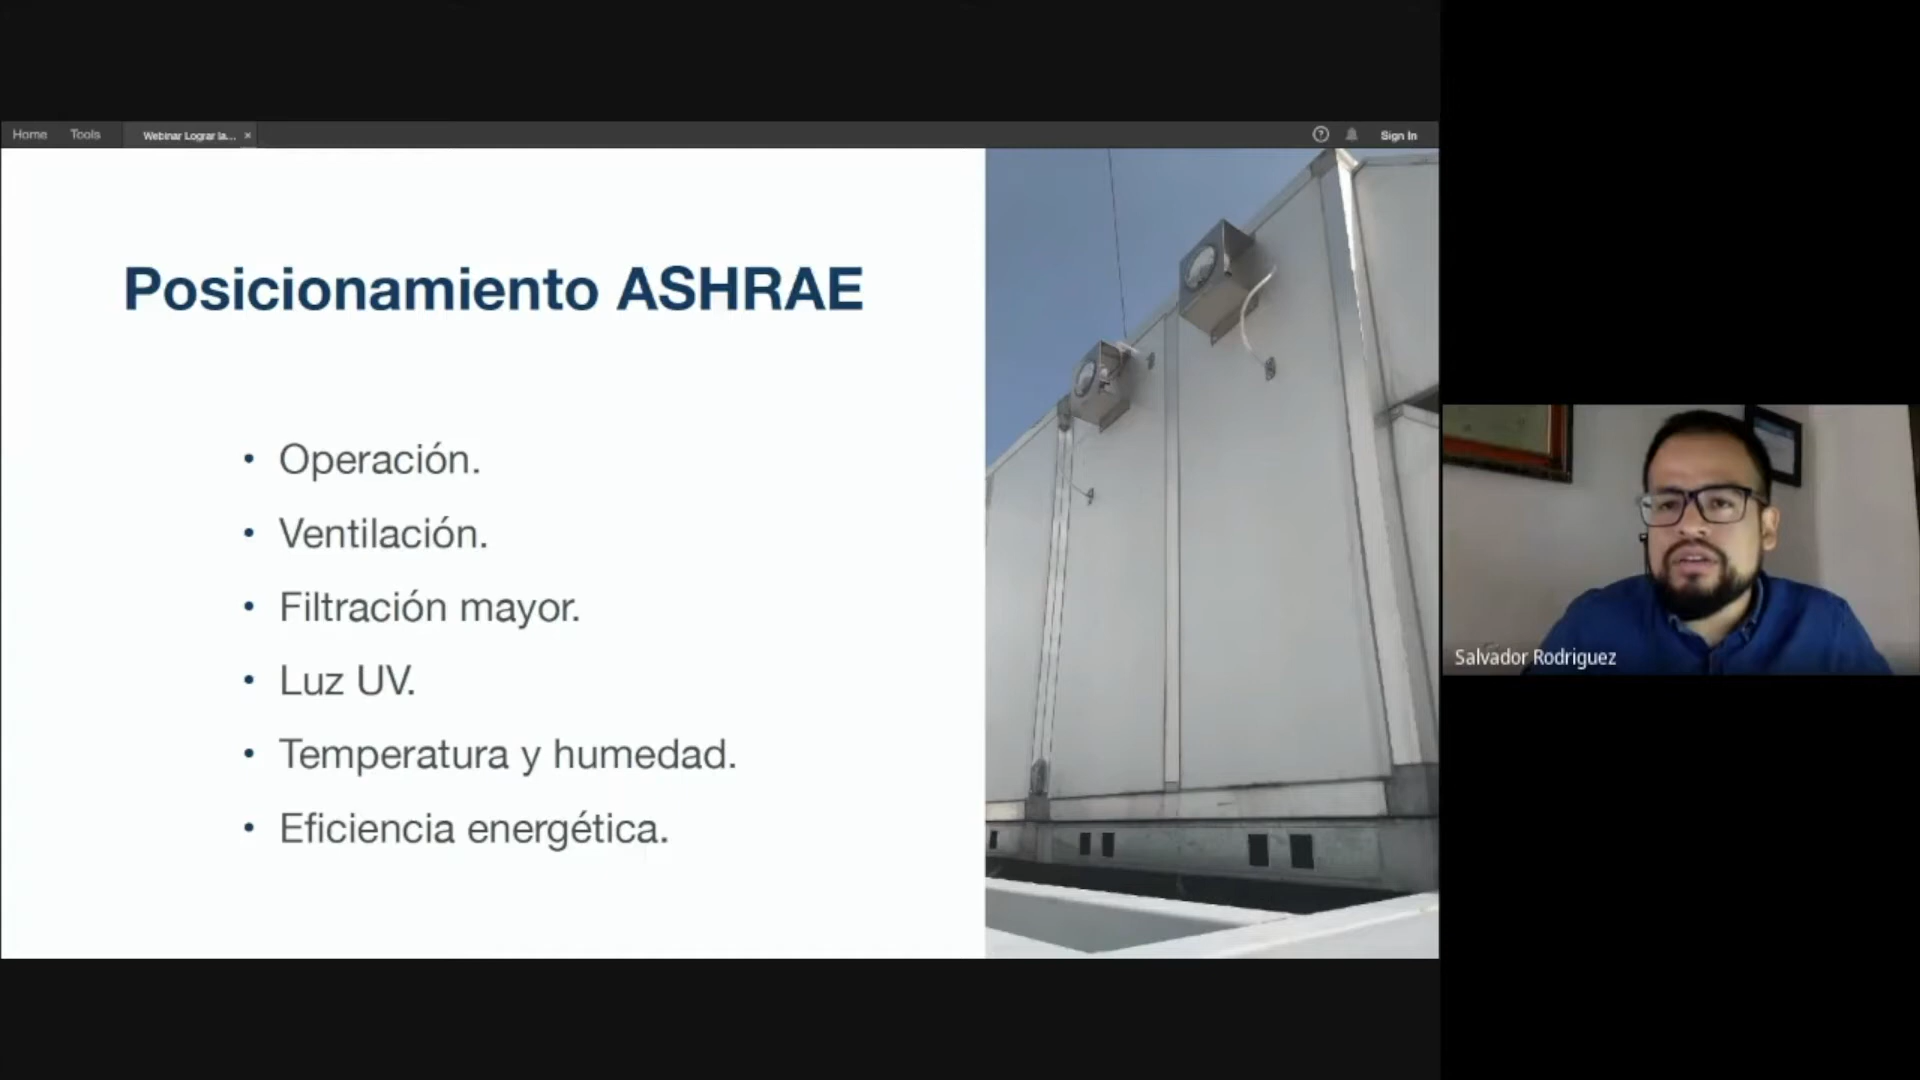 Home Tools Webinar Lograr la... × Sign In
Posicionamiento ASHRAE
• Operación.
• Ventilación.
• Filtración mayor.
• Luz UV.
• Temperatura y humedad.
• Eficiencia energética.
Salvador Rodriguez